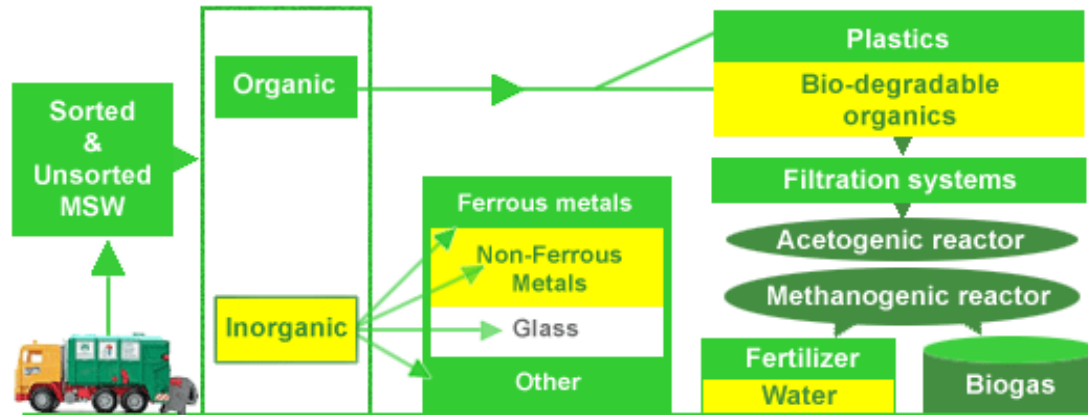 Sorted
&
Unsorted
MSW
Organic
Inorganic
Ferrous metals
Non-Ferrous
Metals
Glass
Other
Plastics
Bio-degradable
organics
Filtration systems
Acetogenic reactor
Methanogenic reactor
Fertilizer
Water
Biogas